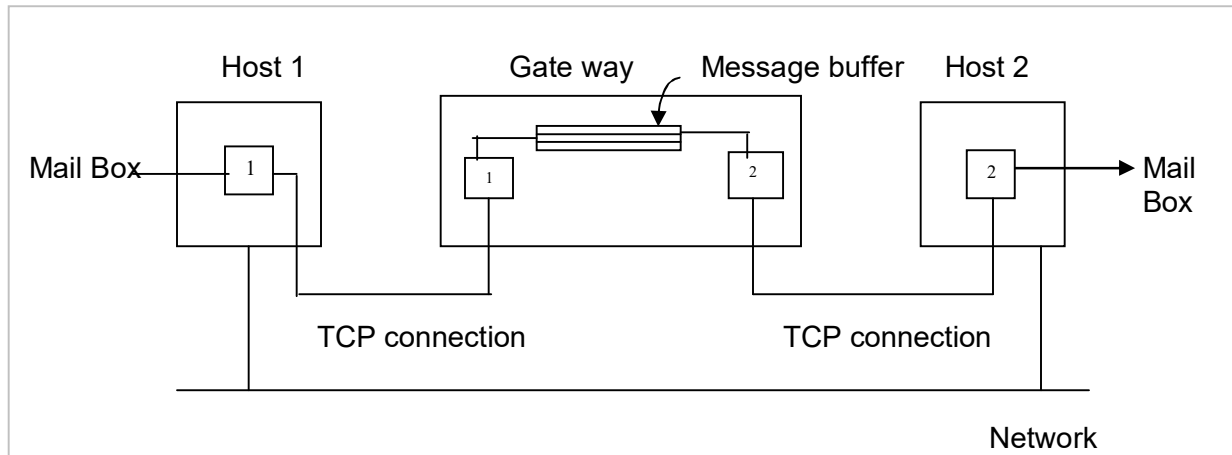 Host 1
Gate way
Message buffer
Host 2
Mail Box
1
1
2
2
Mail
Box
TCP connection
TCP connection
Network